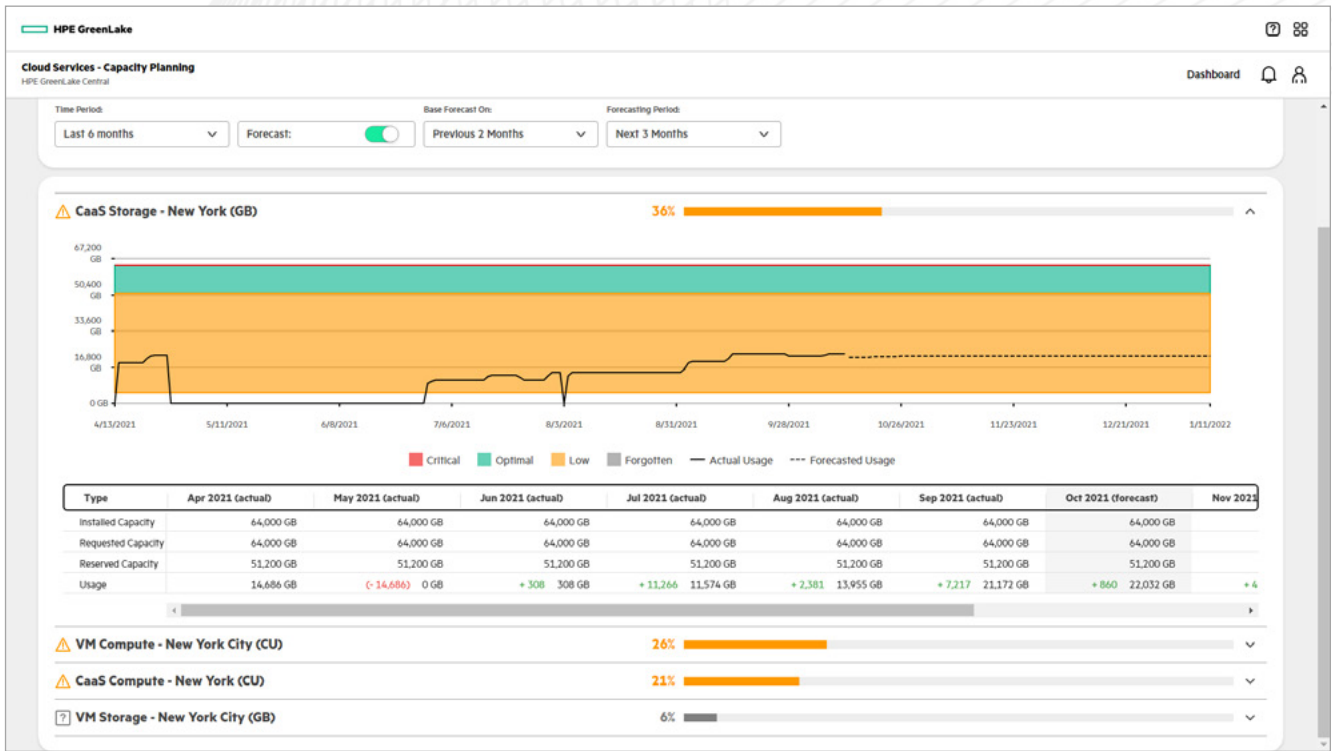 HPE GreenLake
Cloud Services - Capacity Planning
HPE GreenLake Central
Dashboard
Time Period:
Base Forecast On:
Forecasting Period:
Last 6 months
Forecast:
Previous 2 Months
Next 3 Months
CaaS Storage - New York (GB)
36%
67,200
GB
50,400
GB
33,600
GB
16,800
GB
0 GB
4/13/2021 5/11/2021 6/8/2021 7/6/2021 8/3/2021 8/31/2021 9/28/2021 10/26/2021 11/23/2021 12/21/2021 1/11/2022
Critical Optimal Low Forgotten Actual Usage Forecasted Usage
Type Apr 2021 (actual) May 2021 (actual) Jun 2021 (actual) Jul 2021 (actual) Aug 2021 (actual) Sep 2021 (actual) Oct 2021 (forecast) Nov 2021
Installed Capacity 64,000 GB 64,000 GB 64,000 GB 64,000 GB 64,000 GB 64,000 GB 64,000 GB
Requested Capacity 64,000 GB 64,000 GB 64,000 GB 64,000 GB 64,000 GB 64,000 GB 64,000 GB
Reserved Capacity 51,200 GB 51,200 GB 51,200 GB 51,200 GB 51,200 GB 51,200 GB 51,200 GB
Usage 14,686 GB (- 14,686) 0 GB + 308 308 GB + 11,266 11,574 GB + 2,381 13,955 GB + 7,217 21,172 GB + 860 22,032 GB + 4
VM Compute - New York City (CU)
26%
CaaS Compute - New York (CU)
21%
? VM Storage - New York City (GB)
6%